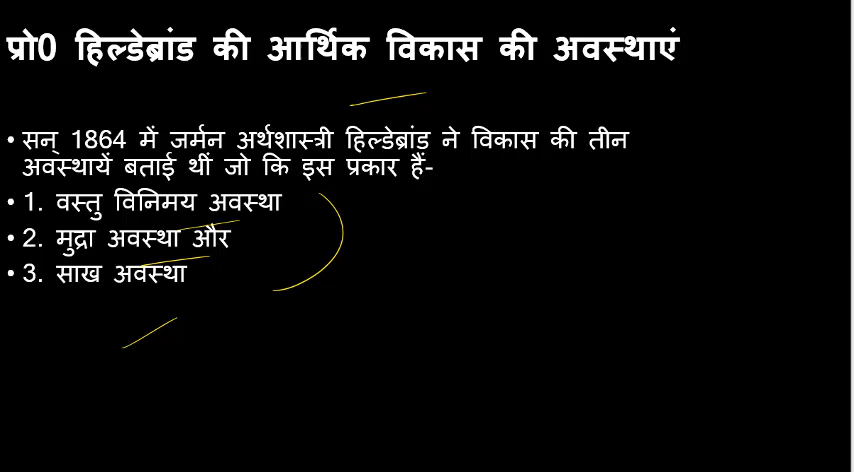 प्रो0 हिल्डेब्रांड की आर्थिक विकास की अवस्थाएं
• सन् 1864 में जर्मन अर्थशास्त्री हिल्डेब्रांड ने विकास की तीन
अवस्थायें बताई थीं जो कि इस प्रकार हैं-
• 1. वस्तु विनिमय अवस्था
• 2. मुद्रा अवस्था और
• 3. साख अवस्था